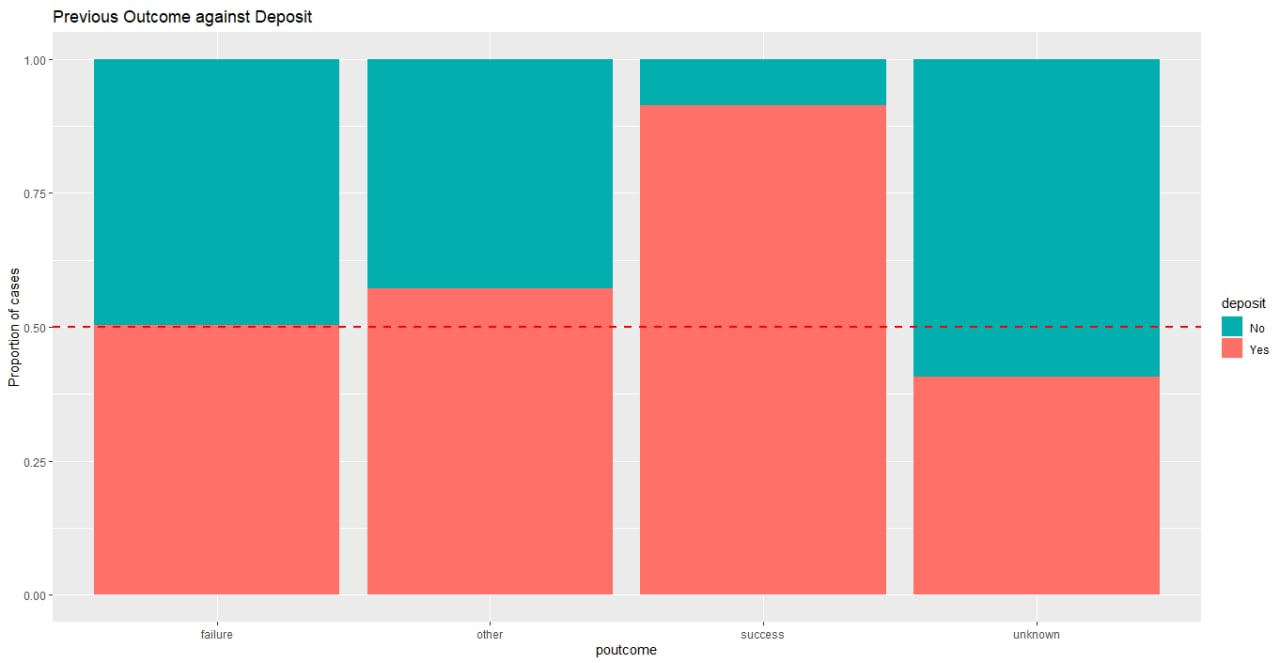 Previous Outcome against Deposit
Proportion of cases
1.00
0.75
0.50
0.25
0.00
failure other success unknown
poutcome
deposit
No
Yes